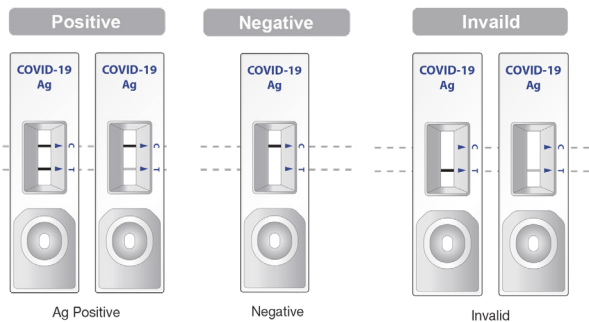 Positive
Negative
Invaild
COVID-19
Ag
C
T
COVID-19
Ag
C
T
COVID-19
Ag
C
T
COVID-19
Ag
C
T
COVID-19
Ag
C
T
Ag Positive
Negative
Invalid